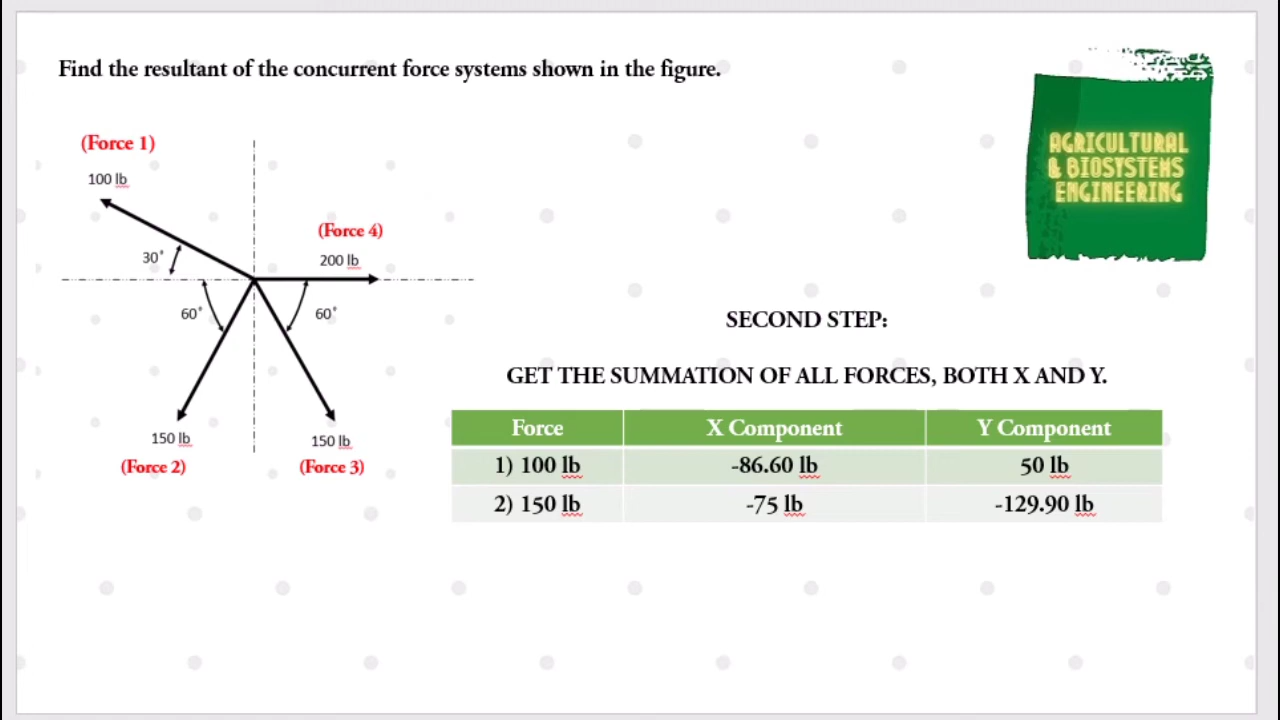 Find the resultant of the concurrent force systems shown in the figure.
AGRICULTURAL
& BIOSYSTEMS
ENGINEERING
(Force 1)
100 lb
(Force 4)
200 lb
30°
60°
60°
150 lb
150 lb
(Force 2)
(Force 3)
SECOND STEP:
GET THE SUMMATION OF ALL FORCES, BOTH X AND Y.
Force X Component Y Component
1) 100 lb -86.60 lb 50 lb
2) 150 lb -75 lb -129.90 lb